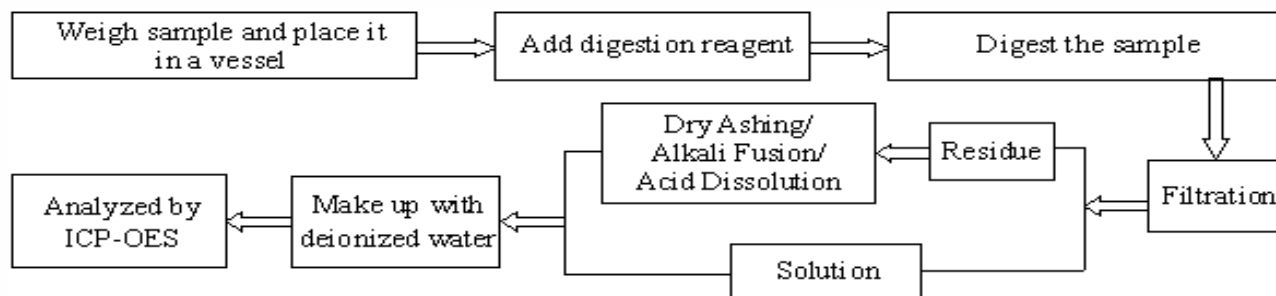 Weigh sample and place it
in a vessel
Add digestion reagent
Digest the sample
Filtration
Residue
Dry Ashing/
Alkali Fusion/
Acid Dissolution
Solution
Make up with
deionized water
Analyzed by
ICP-OES